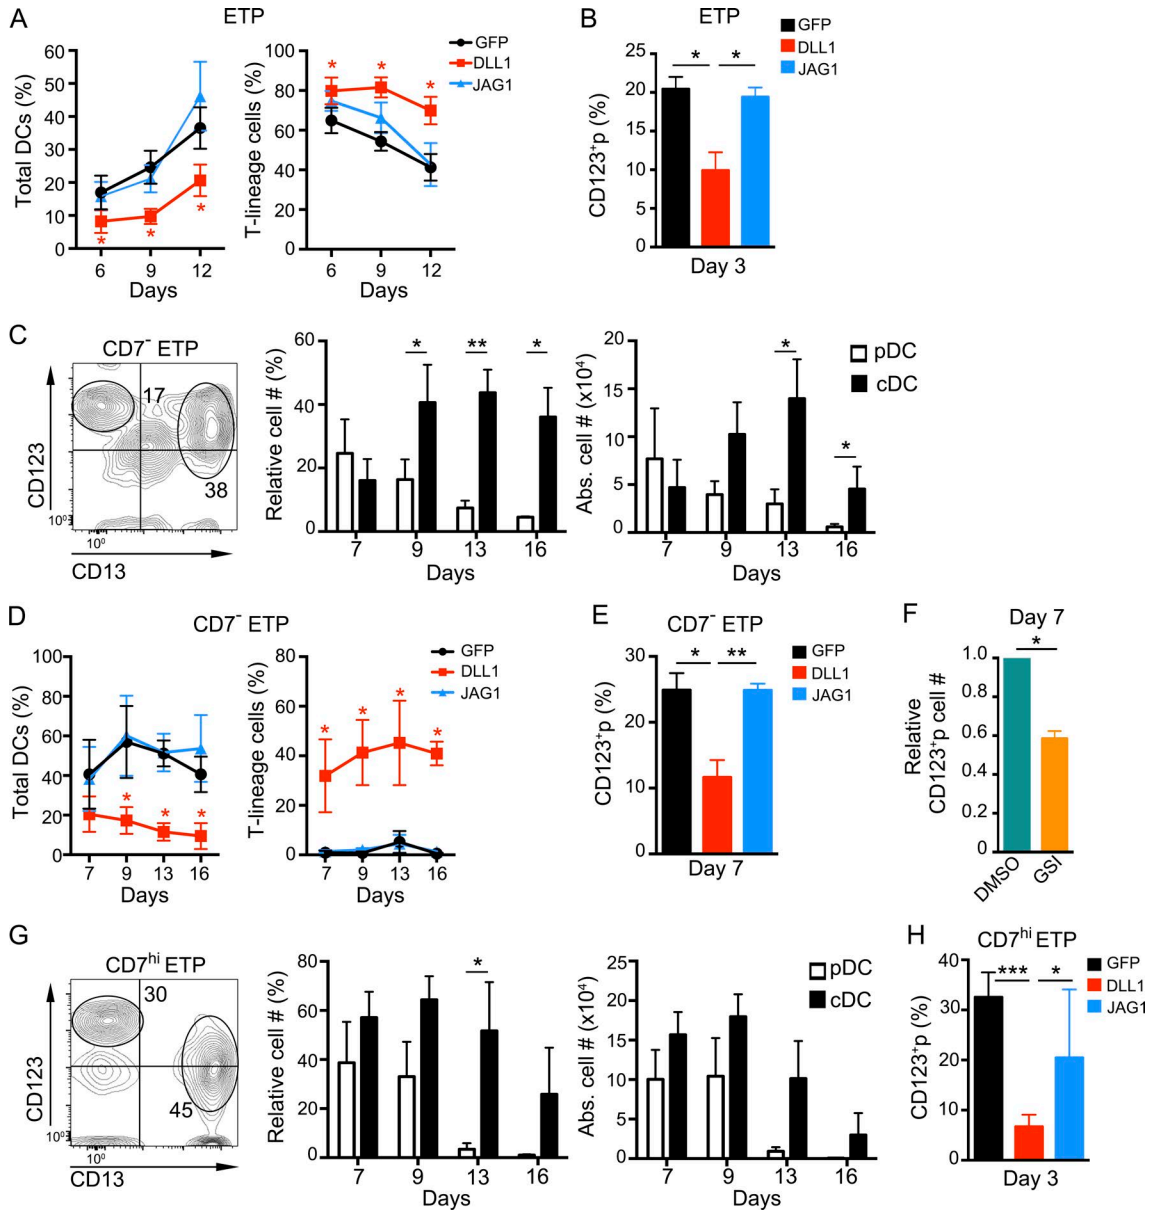 A
ETP
Total DCs (%)
60
50
40
30
20
10
0
6
9
12
Days
*
*
*
T-lineage cells (%)
100
80
60
40
20
0
6
9
12
Days
*
*
*
GFP
DLL1
JAG1
B
ETP
GFP
DLL1
JAG1
CD123⁺p (%)
25
20
15
10
5
0
*
*
Day 3
C
CD7⁻ ETP
CD123
17
38
10⁰
10⁰
CD13
Relative cell # (%)
60
40
20
0
*
**
*
7
9
13
16
Days
Abs. cell # (x10⁴)
20
15
10
5
0
*
*
7
9
13
16
Days
pDC
cDC
D
CD7⁻ ETP
Total DCs (%)
100
80
60
40
20
0
*
*
*
7
9
13
16
Days
T-lineage cells (%)
80
60
40
20
0
*
*
*
*
7
9
13
16
Days
GFP
DLL1
JAG1
E
CD7⁻ ETP
GFP
DLL1
JAG1
CD123⁺p (%)
30
20
10
0
*
**
Day 7
F
Day 7
Relative
CD123⁺p cell #
1
0.8
0.6
0.4
0.2
0
*
DMSO
GSI
G
CD7ʰⁱ ETP
CD123
30
45
10⁰
10⁰
CD13
Relative cell # (%)
80
60
40
20
0
*
7
9
13
16
Days
Abs. cell # (x10⁴)
25
20
15
10
5
0
7
9
13
16
Days
pDC
cDC
H
CD7ʰⁱ ETP
GFP
DLL1
JAG1
CD123⁺p (%)
40
30
20
10
0
***
*
Day 3